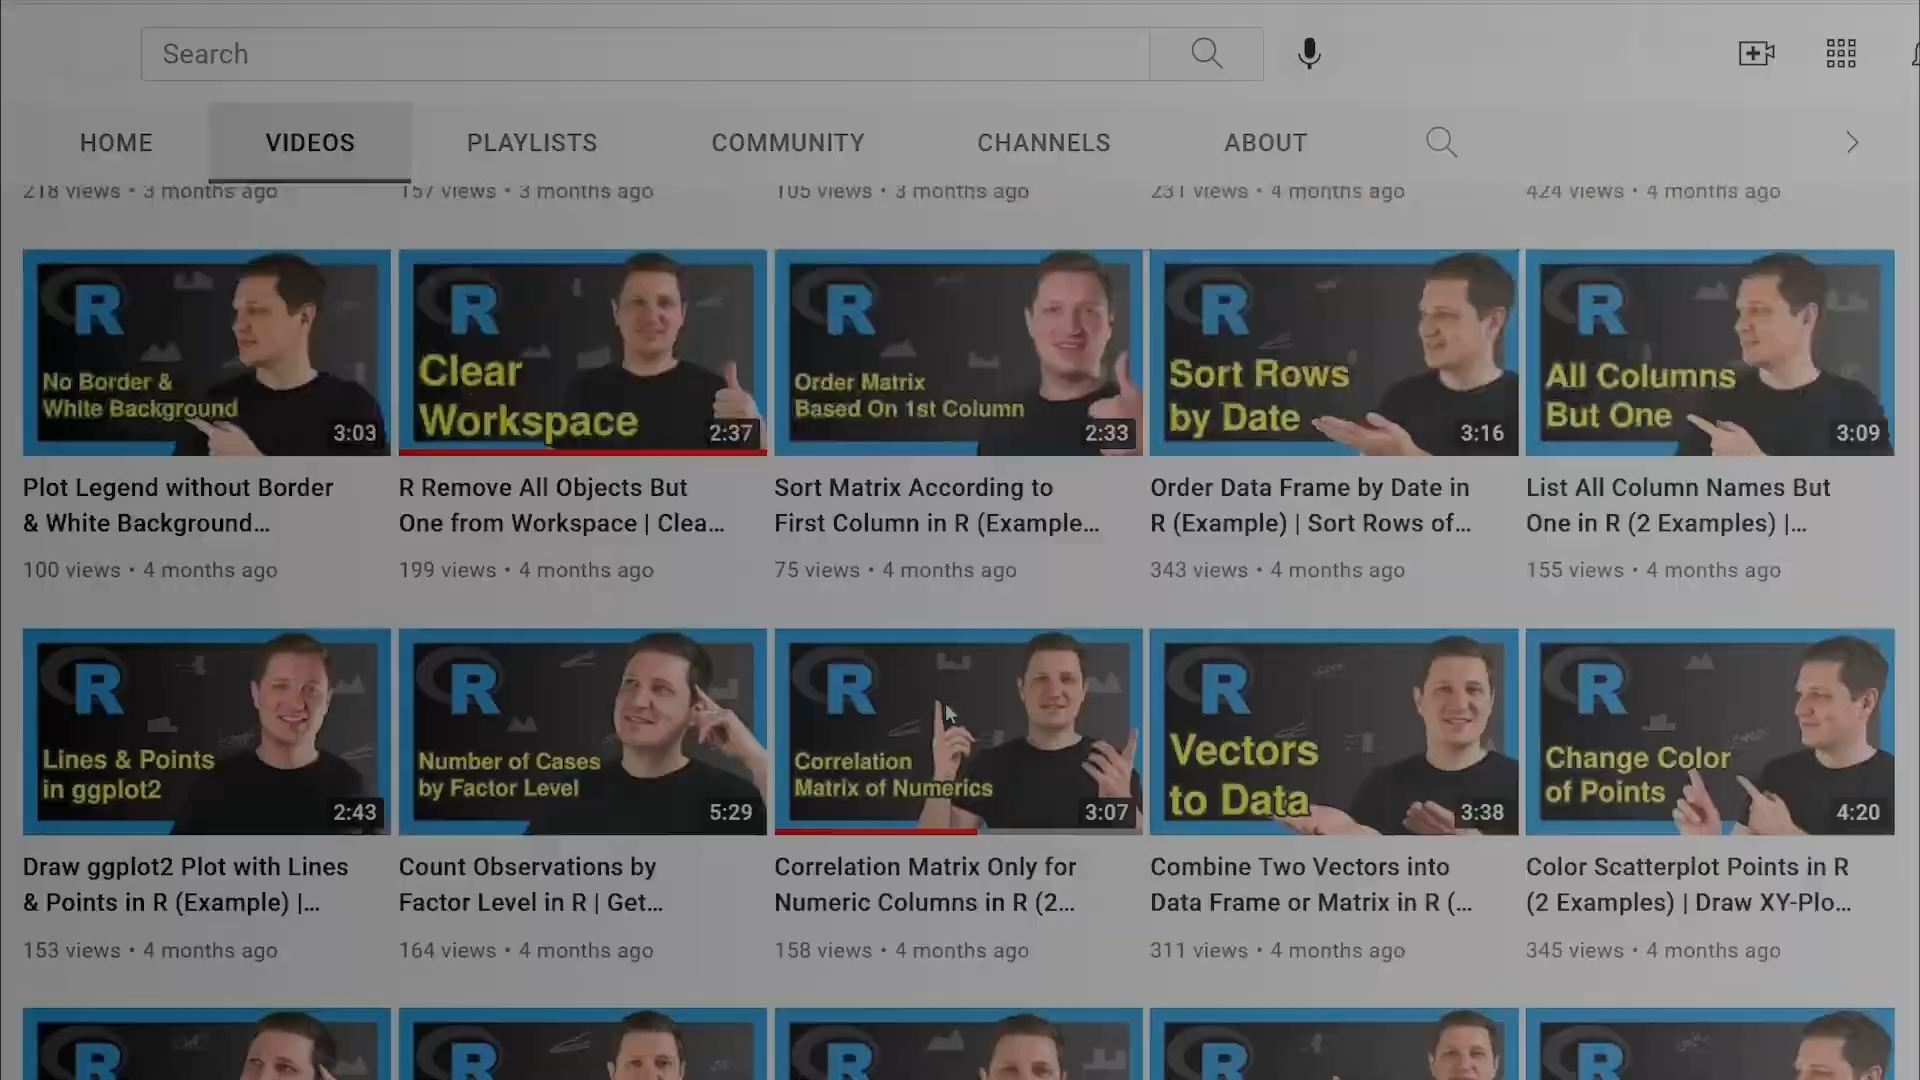 Search
HOME
VIDEOS
PLAYLISTS
COMMUNITY
CHANNELS
ABOUT
218 views • 3 months ago
157 views • 3 months ago
105 views • 3 months ago
231 views • 4 months ago
424 views • 4 months ago
R
No Border &
White Background
3:03
R
Clear
Workspace
2:37
R
Order Matrix
Based On 1st Column
2:33
R
Sort Rows
by Date
3:16
R
All Columns
But One
3:09
Plot Legend without Border
& White Background...
100 views • 4 months ago
R Remove All Objects But
One from Workspace | Clea...
199 views • 4 months ago
Sort Matrix According to
First Column in R (Example...
75 views • 4 months ago
Order Data Frame by Date in
R (Example) | Sort Rows of...
343 views • 4 months ago
List All Column Names But
One in R (2 Examples) |...
155 views • 4 months ago
R
Lines & Points
in ggplot2
2:43
R
Number of Cases
by Factor Level
5:29
R
Correlation
Matrix of Numerics
3:07
R
Vectors
to Data
3:38
R
Change Color
of Points
4:20
Draw ggplot2 Plot with Lines
& Points in R (Example) |...
153 views • 4 months ago
Count Observations by
Factor Level in R | Get...
164 views • 4 months ago
Correlation Matrix Only for
Numeric Columns in R (2...
158 views • 4 months ago
Combine Two Vectors into
Data Frame or Matrix in R (...
311 views • 4 months ago
Color Scatterplot Points in R
(2 Examples) | Draw XY-Plo...
345 views • 4 months ago
R
R
R
R
R